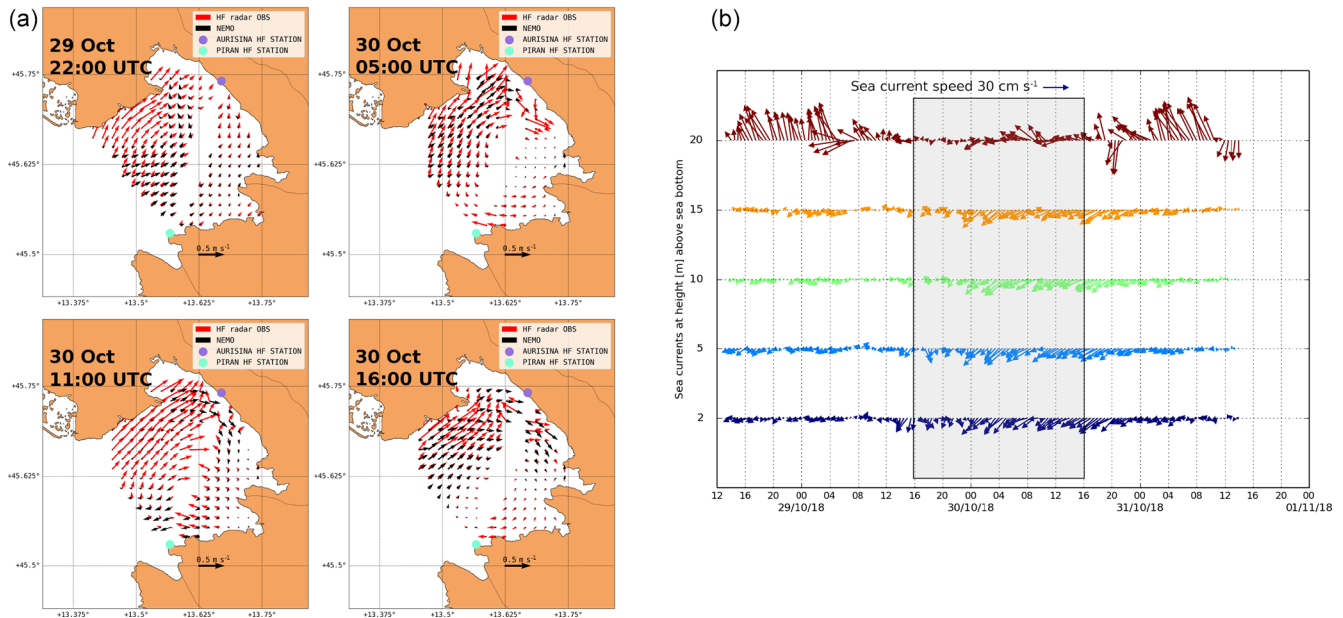 (a)
HF radar OBS
NEMO
AURISINA HF STATION
PIRAN HF STATION
29 Oct
22:00 UTC
+45.75°
+45.625°
+45.5°
0.5 m s-1
+13.375°
+13.5°
+13.625°
+13.75°
HF radar OBS
NEMO
AURISINA HF STATION
PIRAN HF STATION
30 Oct
05:00 UTC
+45.75°
+45.625°
+45.5°
0.5 m s-1
+13.375°
+13.5°
+13.625°
+13.75°
HF radar OBS
NEMO
AURISINA HF STATION
PIRAN HF STATION
30 Oct
11:00 UTC
+45.75°
+45.625°
+45.5°
0.5 m s-1
+13.375°
+13.5°
+13.625°
+13.75°
HF radar OBS
NEMO
AURISINA HF STATION
PIRAN HF STATION
30 Oct
16:00 UTC
+45.75°
+45.625°
+45.5°
0.5 m s-1
+13.375°
+13.5°
+13.625°
+13.75°
(b)
Sea current speed 30 cm s-1
Sea currents at height [m] above sea bottom
20
15
10
5
2
12 16 20 00 04 08 12 16 20 00 04 08 12 16 20 00 04 08 12 16 20 00
29/10/18 30/10/18 31/10/18 01/11/18